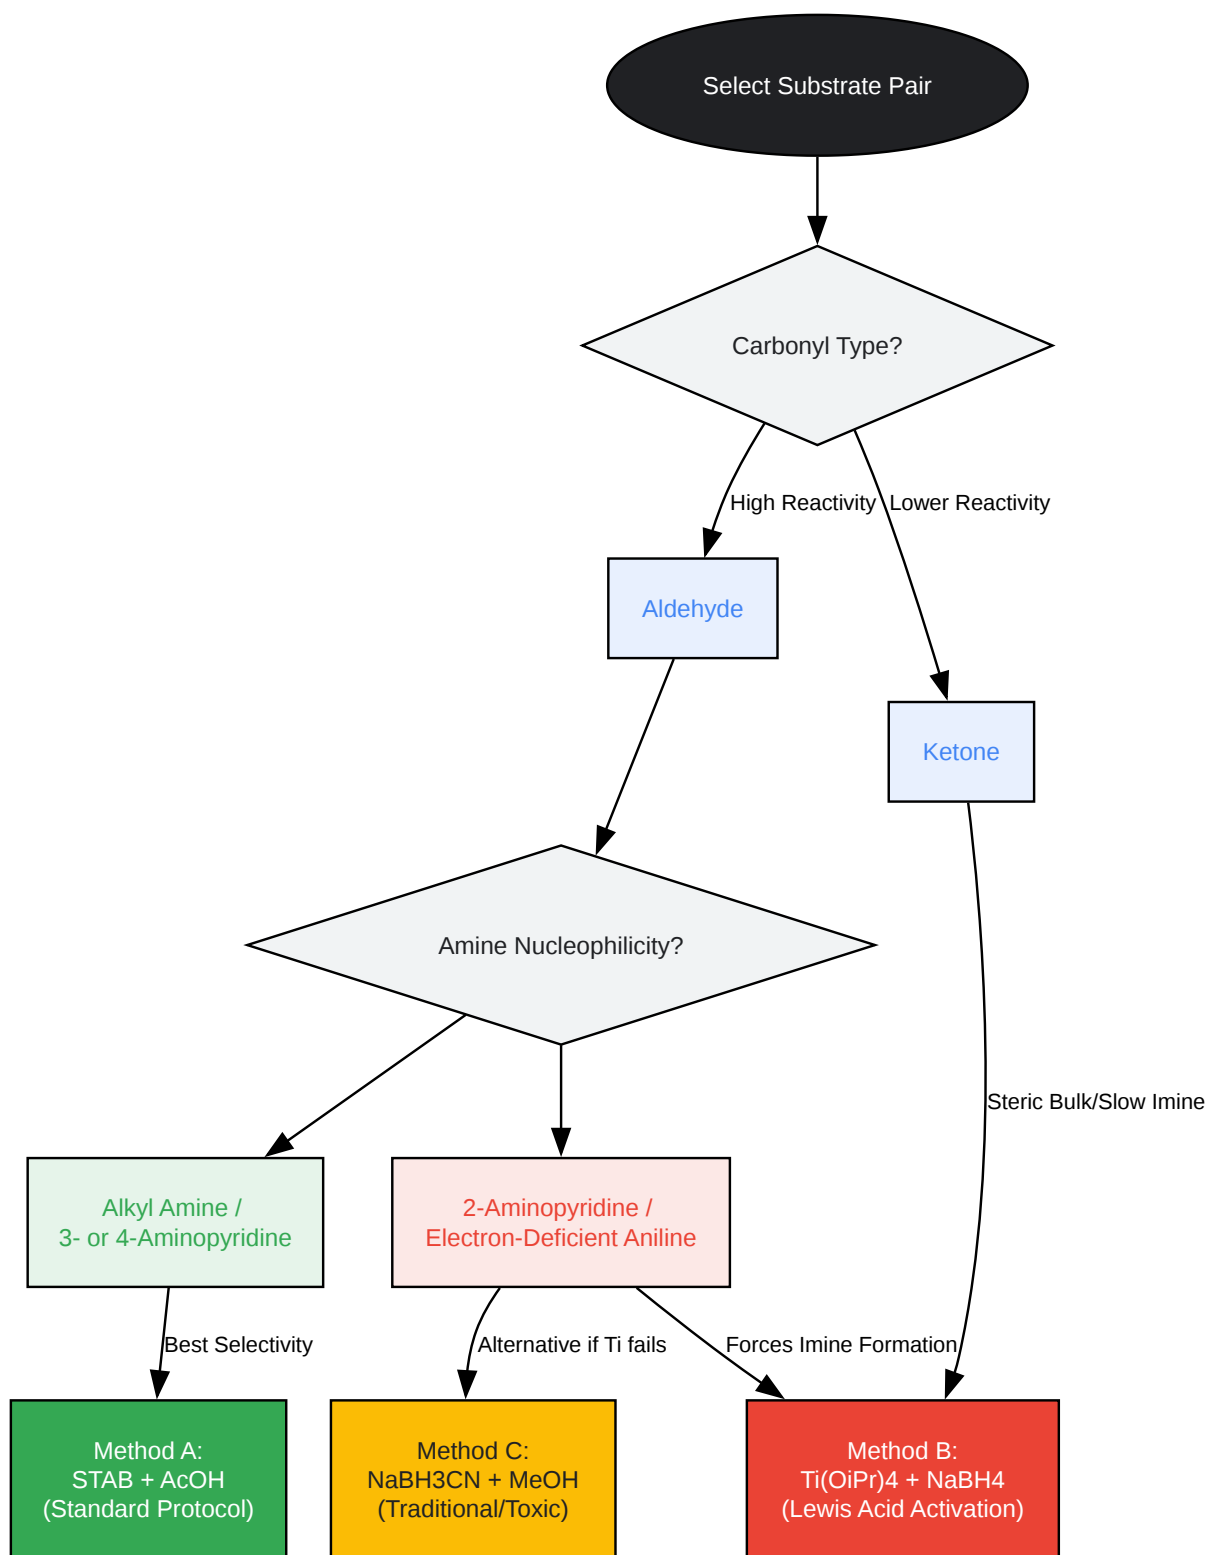 Select Substrate Pair
Carbonyl Type?
High Reactivity
Lower Reactivity
Aldehyde
Ketone
Amine Nucleophilicity?
Steric Bulk/Slow Imine
Alkyl Amine /
3- or 4-Aminopyridine
2-Aminopyridine /
Electron-Deficient Aniline
Best Selectivity
Alternative if Ti fails
Forces Imine Formation
Method A:
STAB + AcOH
(Standard Protocol)
Method C:
NaBH3CN + MeOH
(Traditional/Toxic)
Method B:
Ti(OiPr)4 + NaBH4
(Lewis Acid Activation)